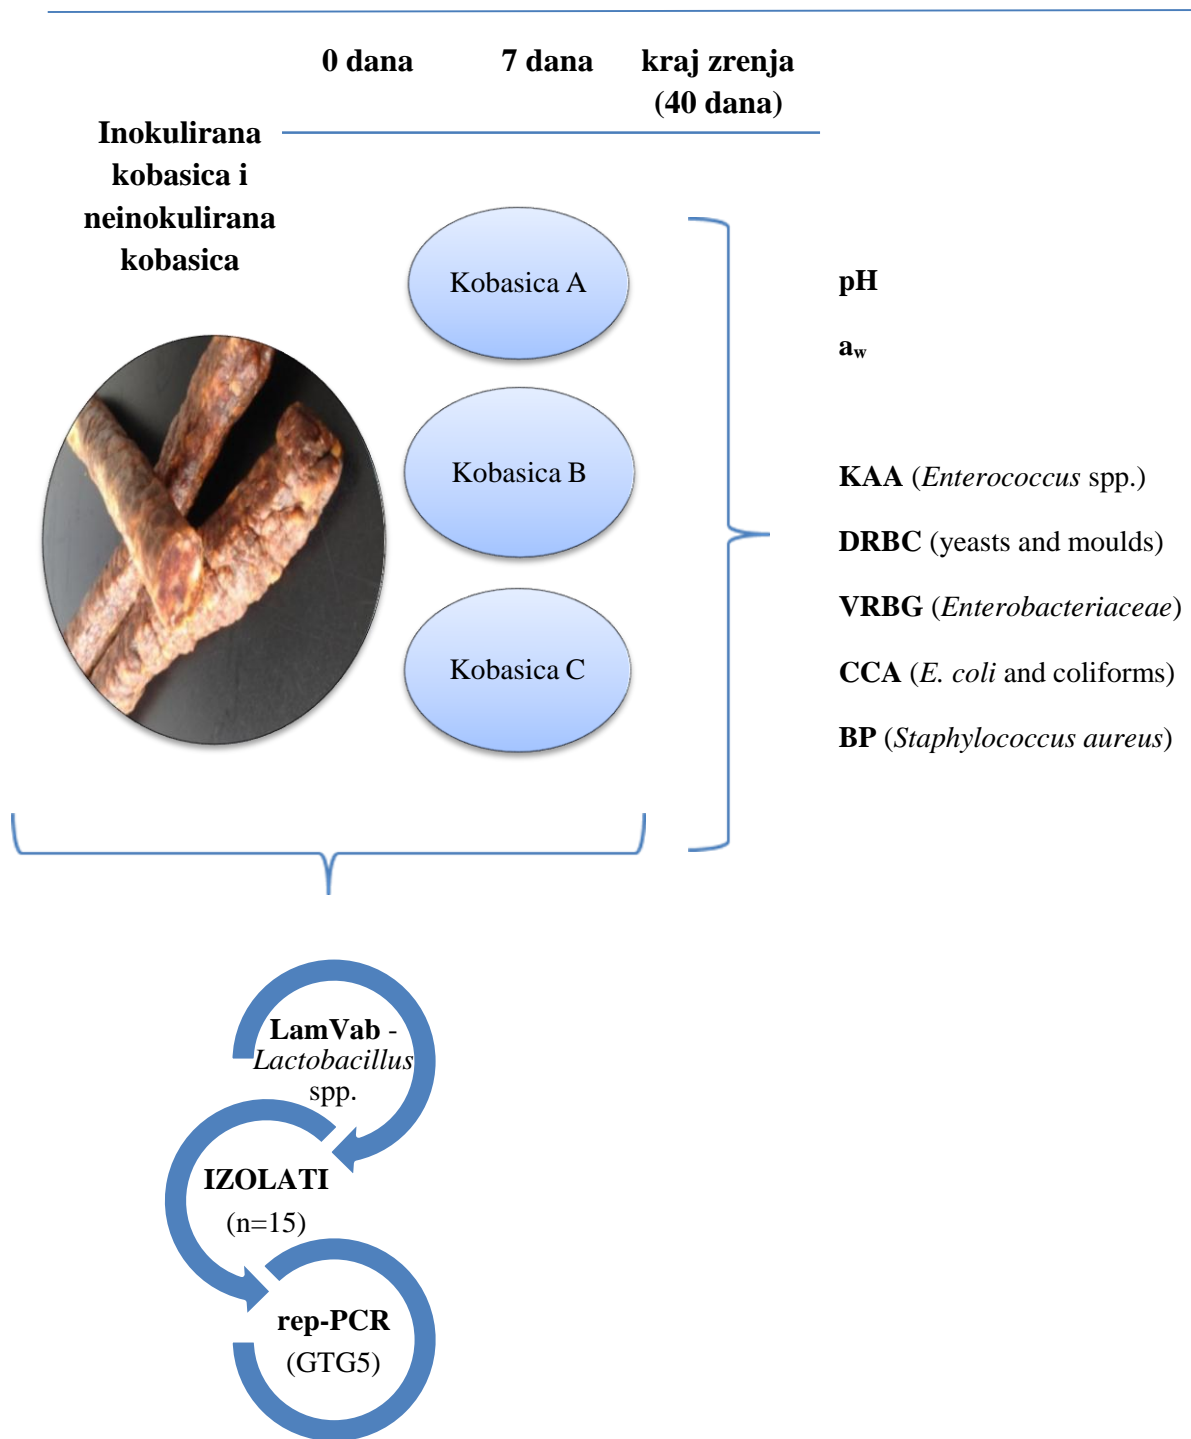 0 dana 7 dana kraj zrenja
(40 dana)
Inokulirana
kobasica i
neinokulirana
kobasica
Kobasica A
Kobasica B
Kobasica C
pH
aw
KAA (Enterococcus spp.)
DRBC (yeasts and moulds)
VRBG (Enterobacteriaceae)
CCA (E. coli and coliforms)
BP (Staphylococcus aureus)
LamVab -
Lactobacillus
spp.
IZOLATI
(n=15)
rep-PCR
(GTG5)